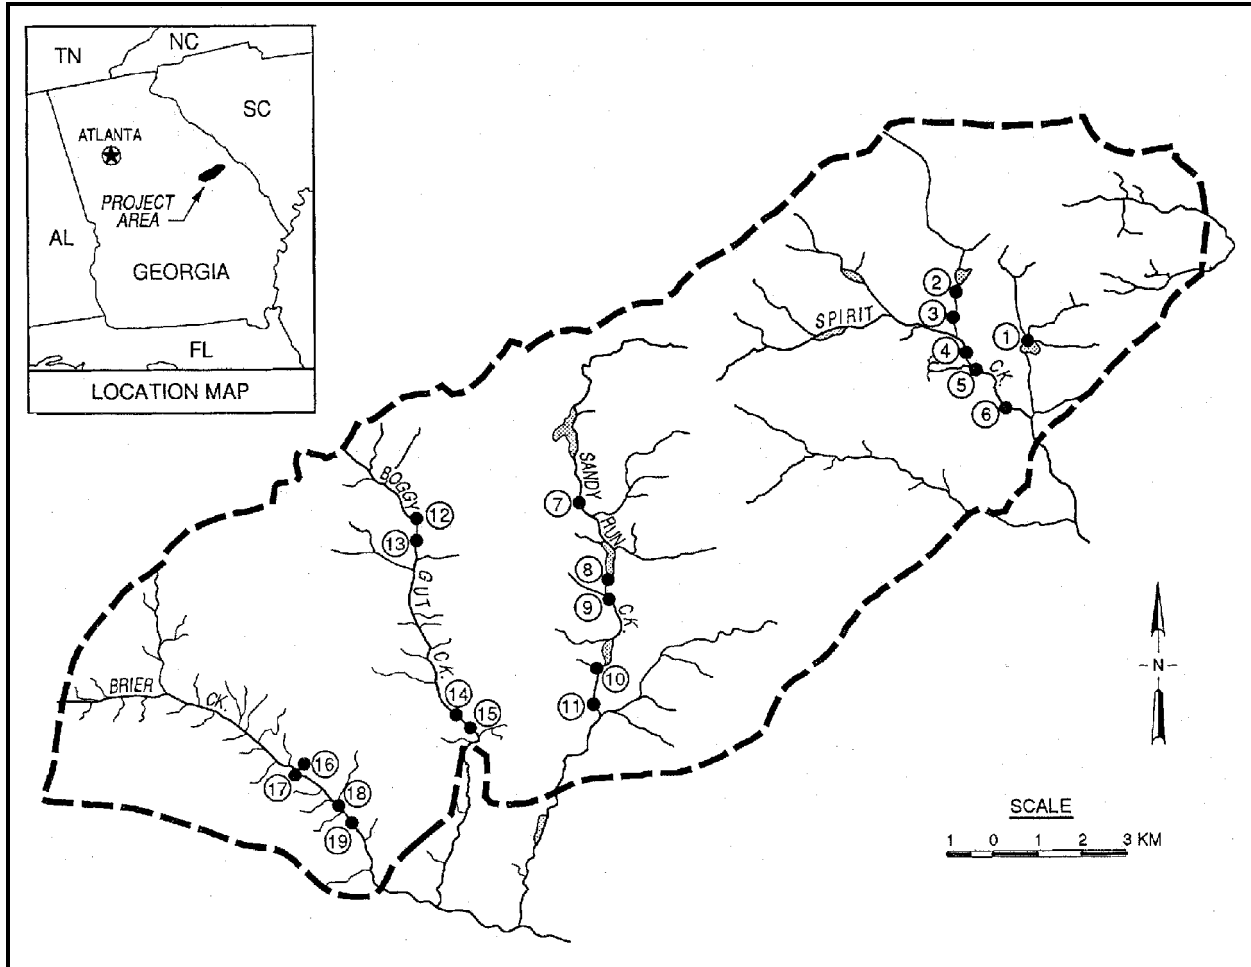 TN
NC
SC
ATLANTA
PROJECT
AREA
AL
GEORGIA
FL
LOCATION MAP
2
3
SPIRIT
1
4
CK.
5
6
SANDY
BOGGY
7
12
RUN
13
8
GUT
9
CK.
N
CK.
10
BRIER
CK.
14
11
15
16
17
18
19
SCALE
1 0 1 2 3 KM